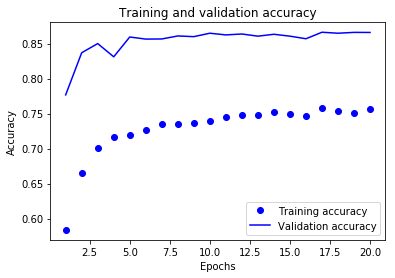 Training and validation accuracy
0.85
0.80
0.75
0.70
0.65
0.60
Accuracy
Training accuracy
Validation accuracy
2.5 5.0 7.5 10.0 12.5 15.0 17.5 20.0
Epochs